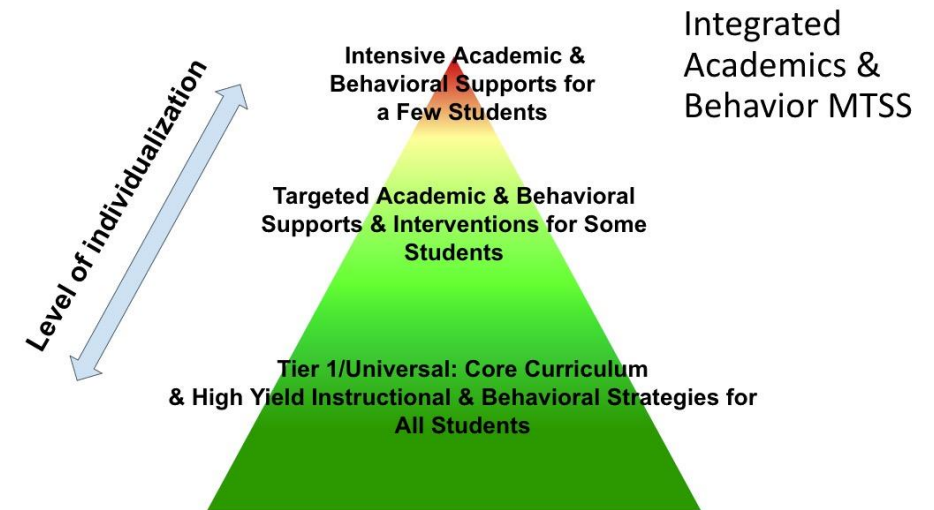 Integrated
Academics &
Behavior MTSS
Intensive Academic &
Behavioral Supports for
a Few Students
Level of individualization
Targeted Academic & Behavioral
Supports & Interventions for Some
Students
Tier 1/Universal: Core Curriculum
& High Yield Instructional & Behavioral Strategies for
All Students